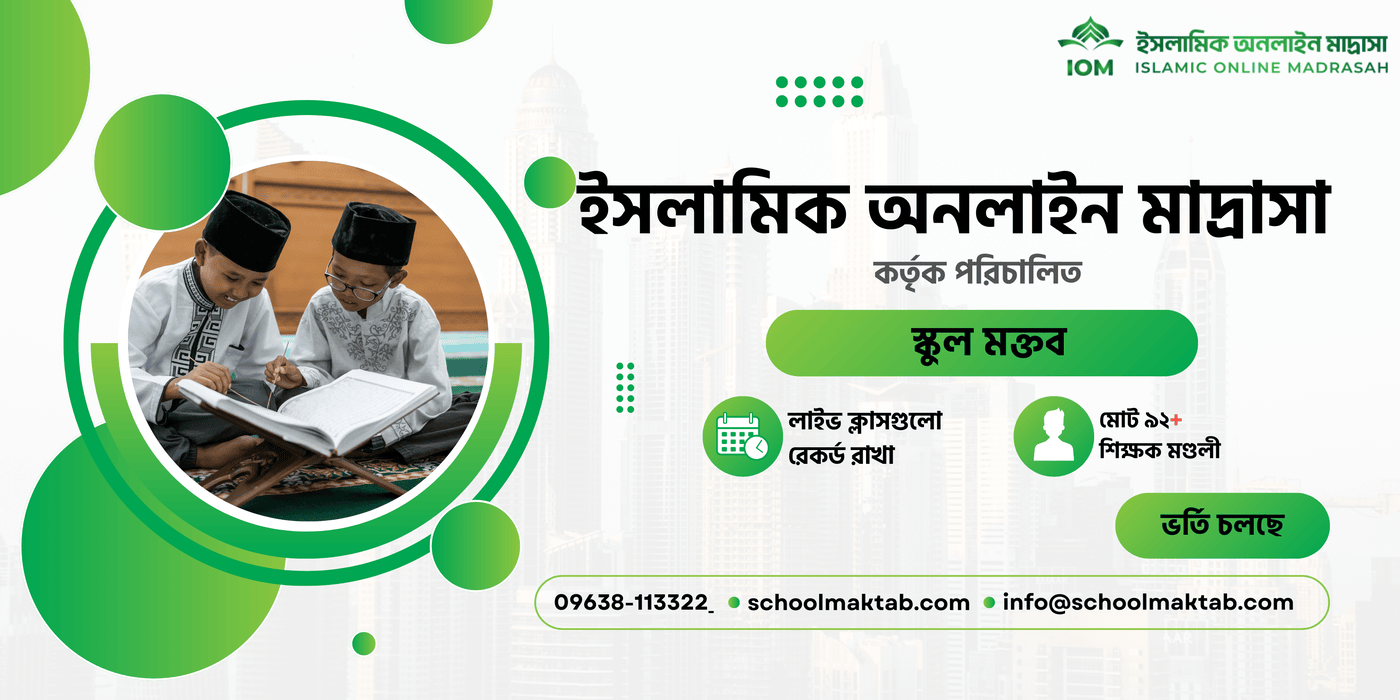 ইসলামিক অনলাইন মাদ্রাসা
IOM
ISLAMIC ONLINE MADRASAH
ইসলামিক অনলাইন মাদ্রাসা
কর্তৃক পরিচালিত
স্কুল মক্তব
লাইভ ক্লাসগুলো
রেকর্ড রাখা
মোট ৯২+
শিক্ষক মণ্ডলী
ভর্তি চলছে
09638-113322_ schoolmaktab.com info@schoolmaktab.com